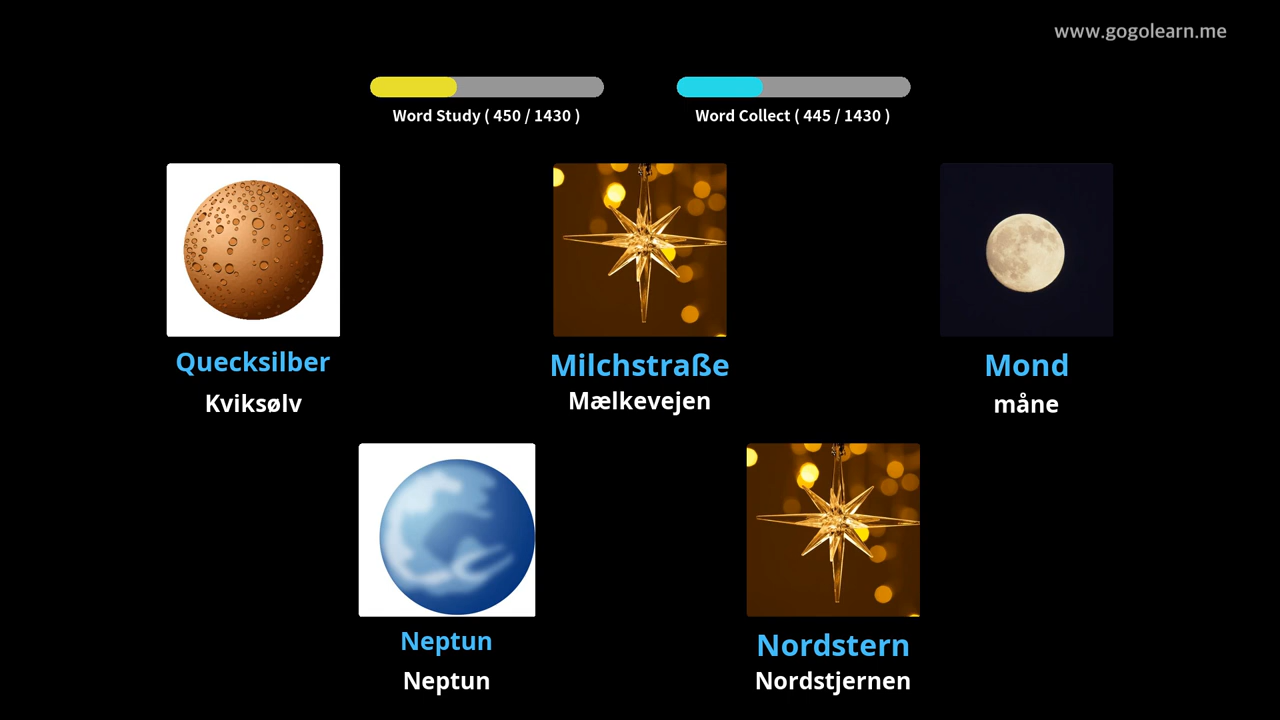 www.gogolearn.me
Word Study ( 450 / 1430 )
Word Collect ( 445 / 1430 )
Quecksilber
Kviksølv
Milchstraße
Mælkevejen
Mond
måne
Neptun
Neptun
Nordstern
Nordstjernen